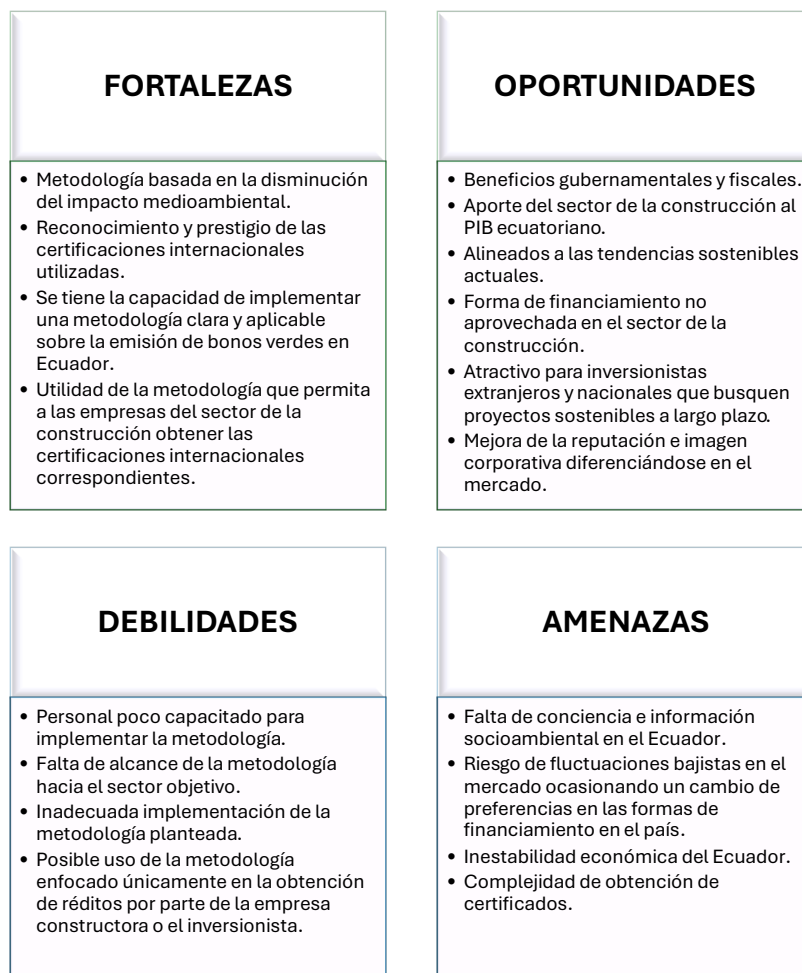 FORTALEZAS
• Metodología basada en la disminución
del impacto medioambiental.
• Reconocimiento y prestigio de las
certificaciones internacionales
utilizadas.
• Se tiene la capacidad de implementar
una metodología clara y aplicable
sobre la emisión de bonos verdes en
Ecuador.
• Utilidad de la metodología que permita
a las empresas del sector de la
construcción obtener las
certificaciones internacionales
correspondientes.
OPORTUNIDADES
• Beneficios gubernamentales y fiscales.
• Aporte del sector de la construcción al
PIB ecuatoriano.
• Alineados a las tendencias sostenibles
actuales.
• Forma de financiamiento no
aprovechada en el sector de la
construcción.
• Atractivo para inversionistas
extranjeros y nacionales que busquen
proyectos sostenibles a largo plazo.
• Mejora de la reputación e imagen
corporativa diferenciándose en el
mercado.
DEBILIDADES
• Personal poco capacitado para
implementar la metodología.
• Falta de alcance de la metodología
hacia el sector objetivo.
• Inadecuada implementación de la
metodología planteada.
• Posible uso de la metodología
enfocado únicamente en la obtención
de réditos por parte de la empresa
constructora o el inversionista.
AMENAZAS
• Falta de conciencia e información
socioambiental en el Ecuador.
• Riesgo de fluctuaciones bajistas en el
mercado ocasionando un cambio de
preferencias en las formas de
financiamiento en el país.
• Inestabilidad económica del Ecuador.
• Complejidad de obtención de
certificados.